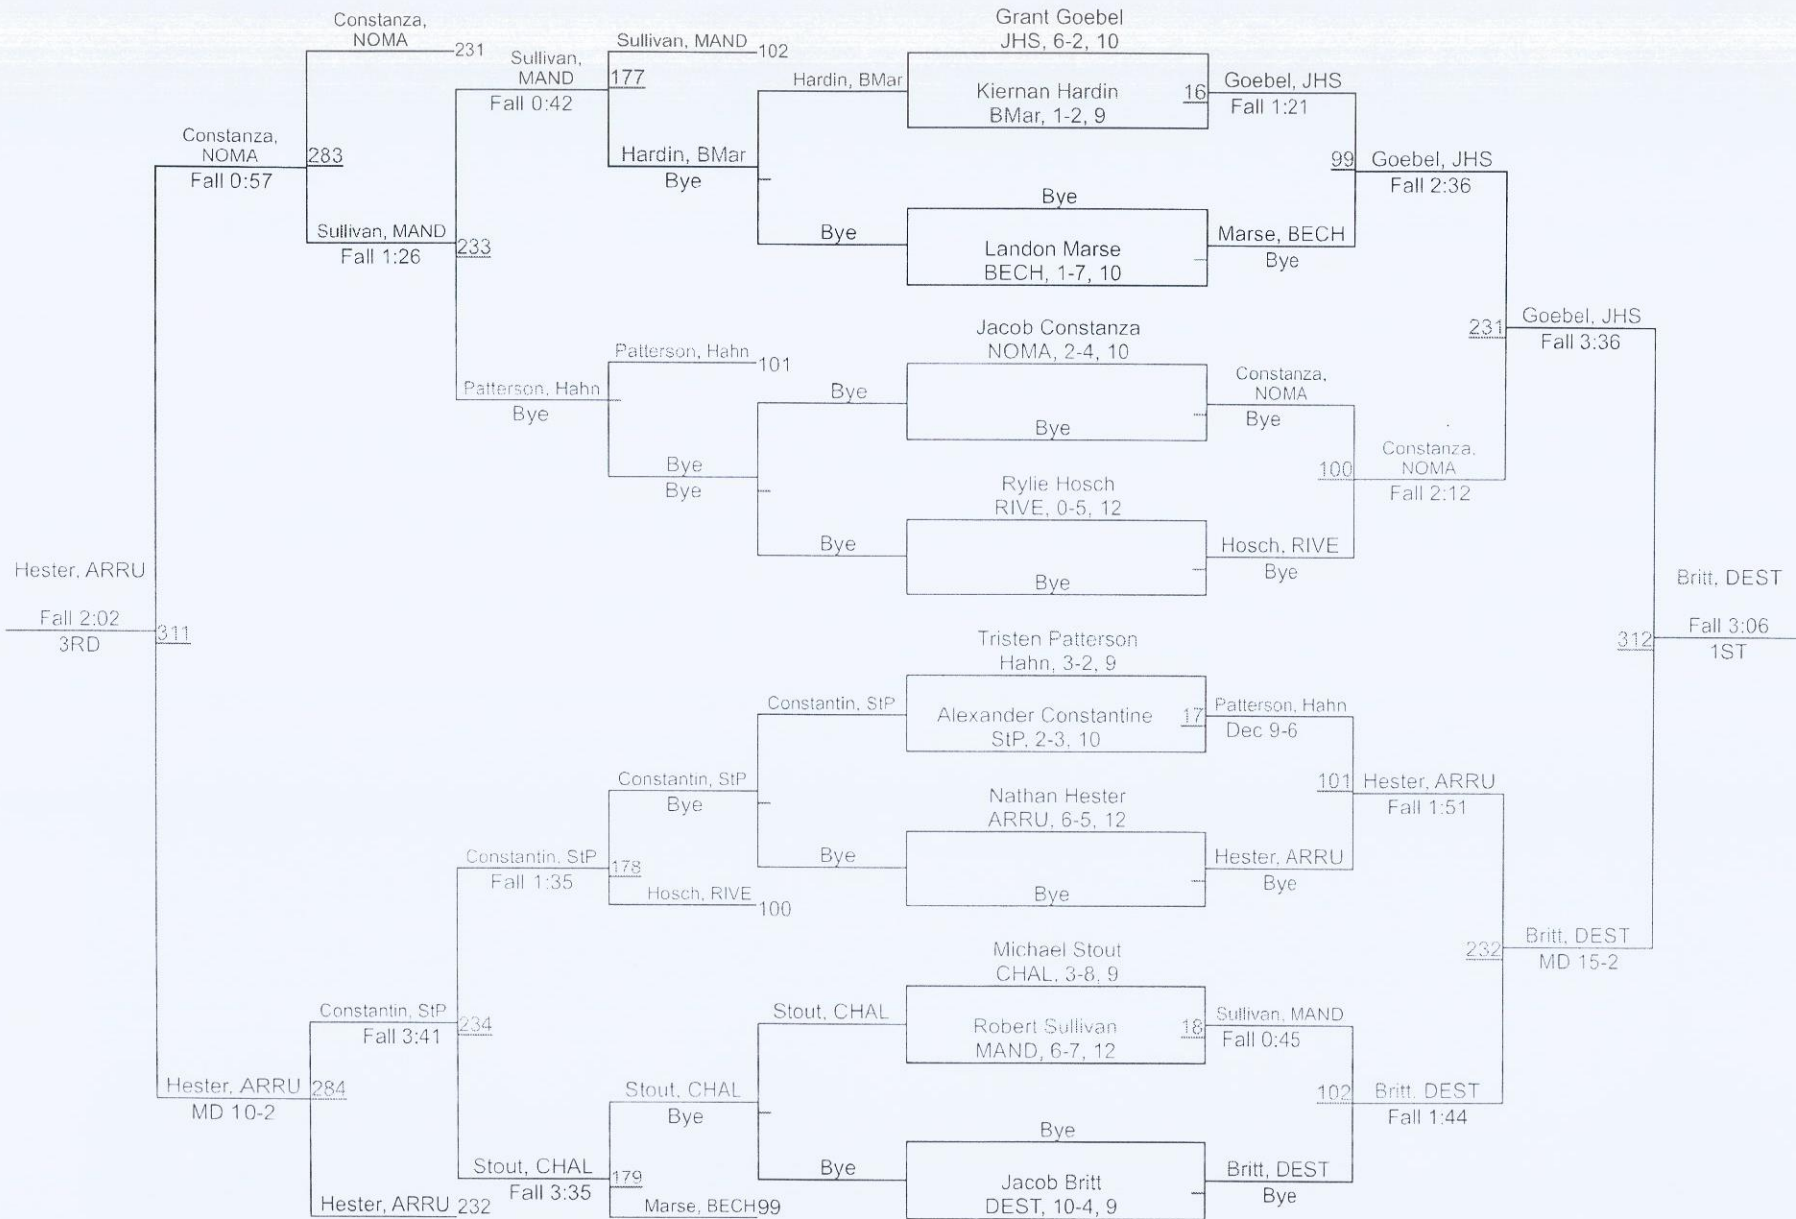 Constanza,
NOMA
231
Sullivan,
MAND
Fall 0:42
177
Sullivan, MAND
102
Hardin, BMar
Bye
Hardin, BMar
Bye
Constanza,
NOMA
Fall 0:57
283
Sullivan, MAND
Fall 1:26
233
Patterson, Hahn
101
Patterson, Hahn
Bye
Bye
Bye
Bye
Bye
Hester, ARRU
Fall 2:02
3RD
311
Grant Goebel
JHS, 6-2, 10
Kiernan Hardin
BMar, 1-2, 9
16
Goebel, JHS
Fall 1:21
Bye
Landon Marse
BECH, 1-7, 10
Marse, BECH
Bye
99
Goebel, JHS
Fall 2:36
Jacob Constanza
NOMA, 2-4, 10
Bye
Constanza,
NOMA
Bye
Rylie Hosch
RIVE, 0-5, 12
Bye
Hosch, RIVE
Bye
100
Constanza,
NOMA
Fall 2:12
231
Goebel, JHS
Fall 3:36
Britt, DEST
Fall 3:06
1ST
312
Tristen Patterson
Hahn, 3-2, 9
Alexander Constantine
StP, 2-3, 10
17
Patterson, Hahn
Dec 9-6
Nathan Hester
ARRU, 6-5, 12
Bye
Hester, ARRU
Bye
101
Hester, ARRU
Fall 1:51
Michael Stout
CHAL, 3-8, 9
Robert Sullivan
MAND, 6-7, 12
18
Sullivan, MAND
Fall 0:45
Bye
Jacob Britt
DEST, 10-4, 9
Britt, DEST
Bye
102
Britt, DEST
Fall 1:44
232
Britt, DEST
MD 15-2
Constantin, StP
Constantin, StP
Bye
Bye
Constantin, StP
Fall 1:35
178
Hosch, RIVE
100
Constantin, StP
Fall 3:41
234
Stout, CHAL
Stout, CHAL
Bye
Bye
Hester, ARRU
MD 10-2
284
Stout, CHAL
Fall 3:35
179
Hester, ARRU 232
Marse, BECH 99